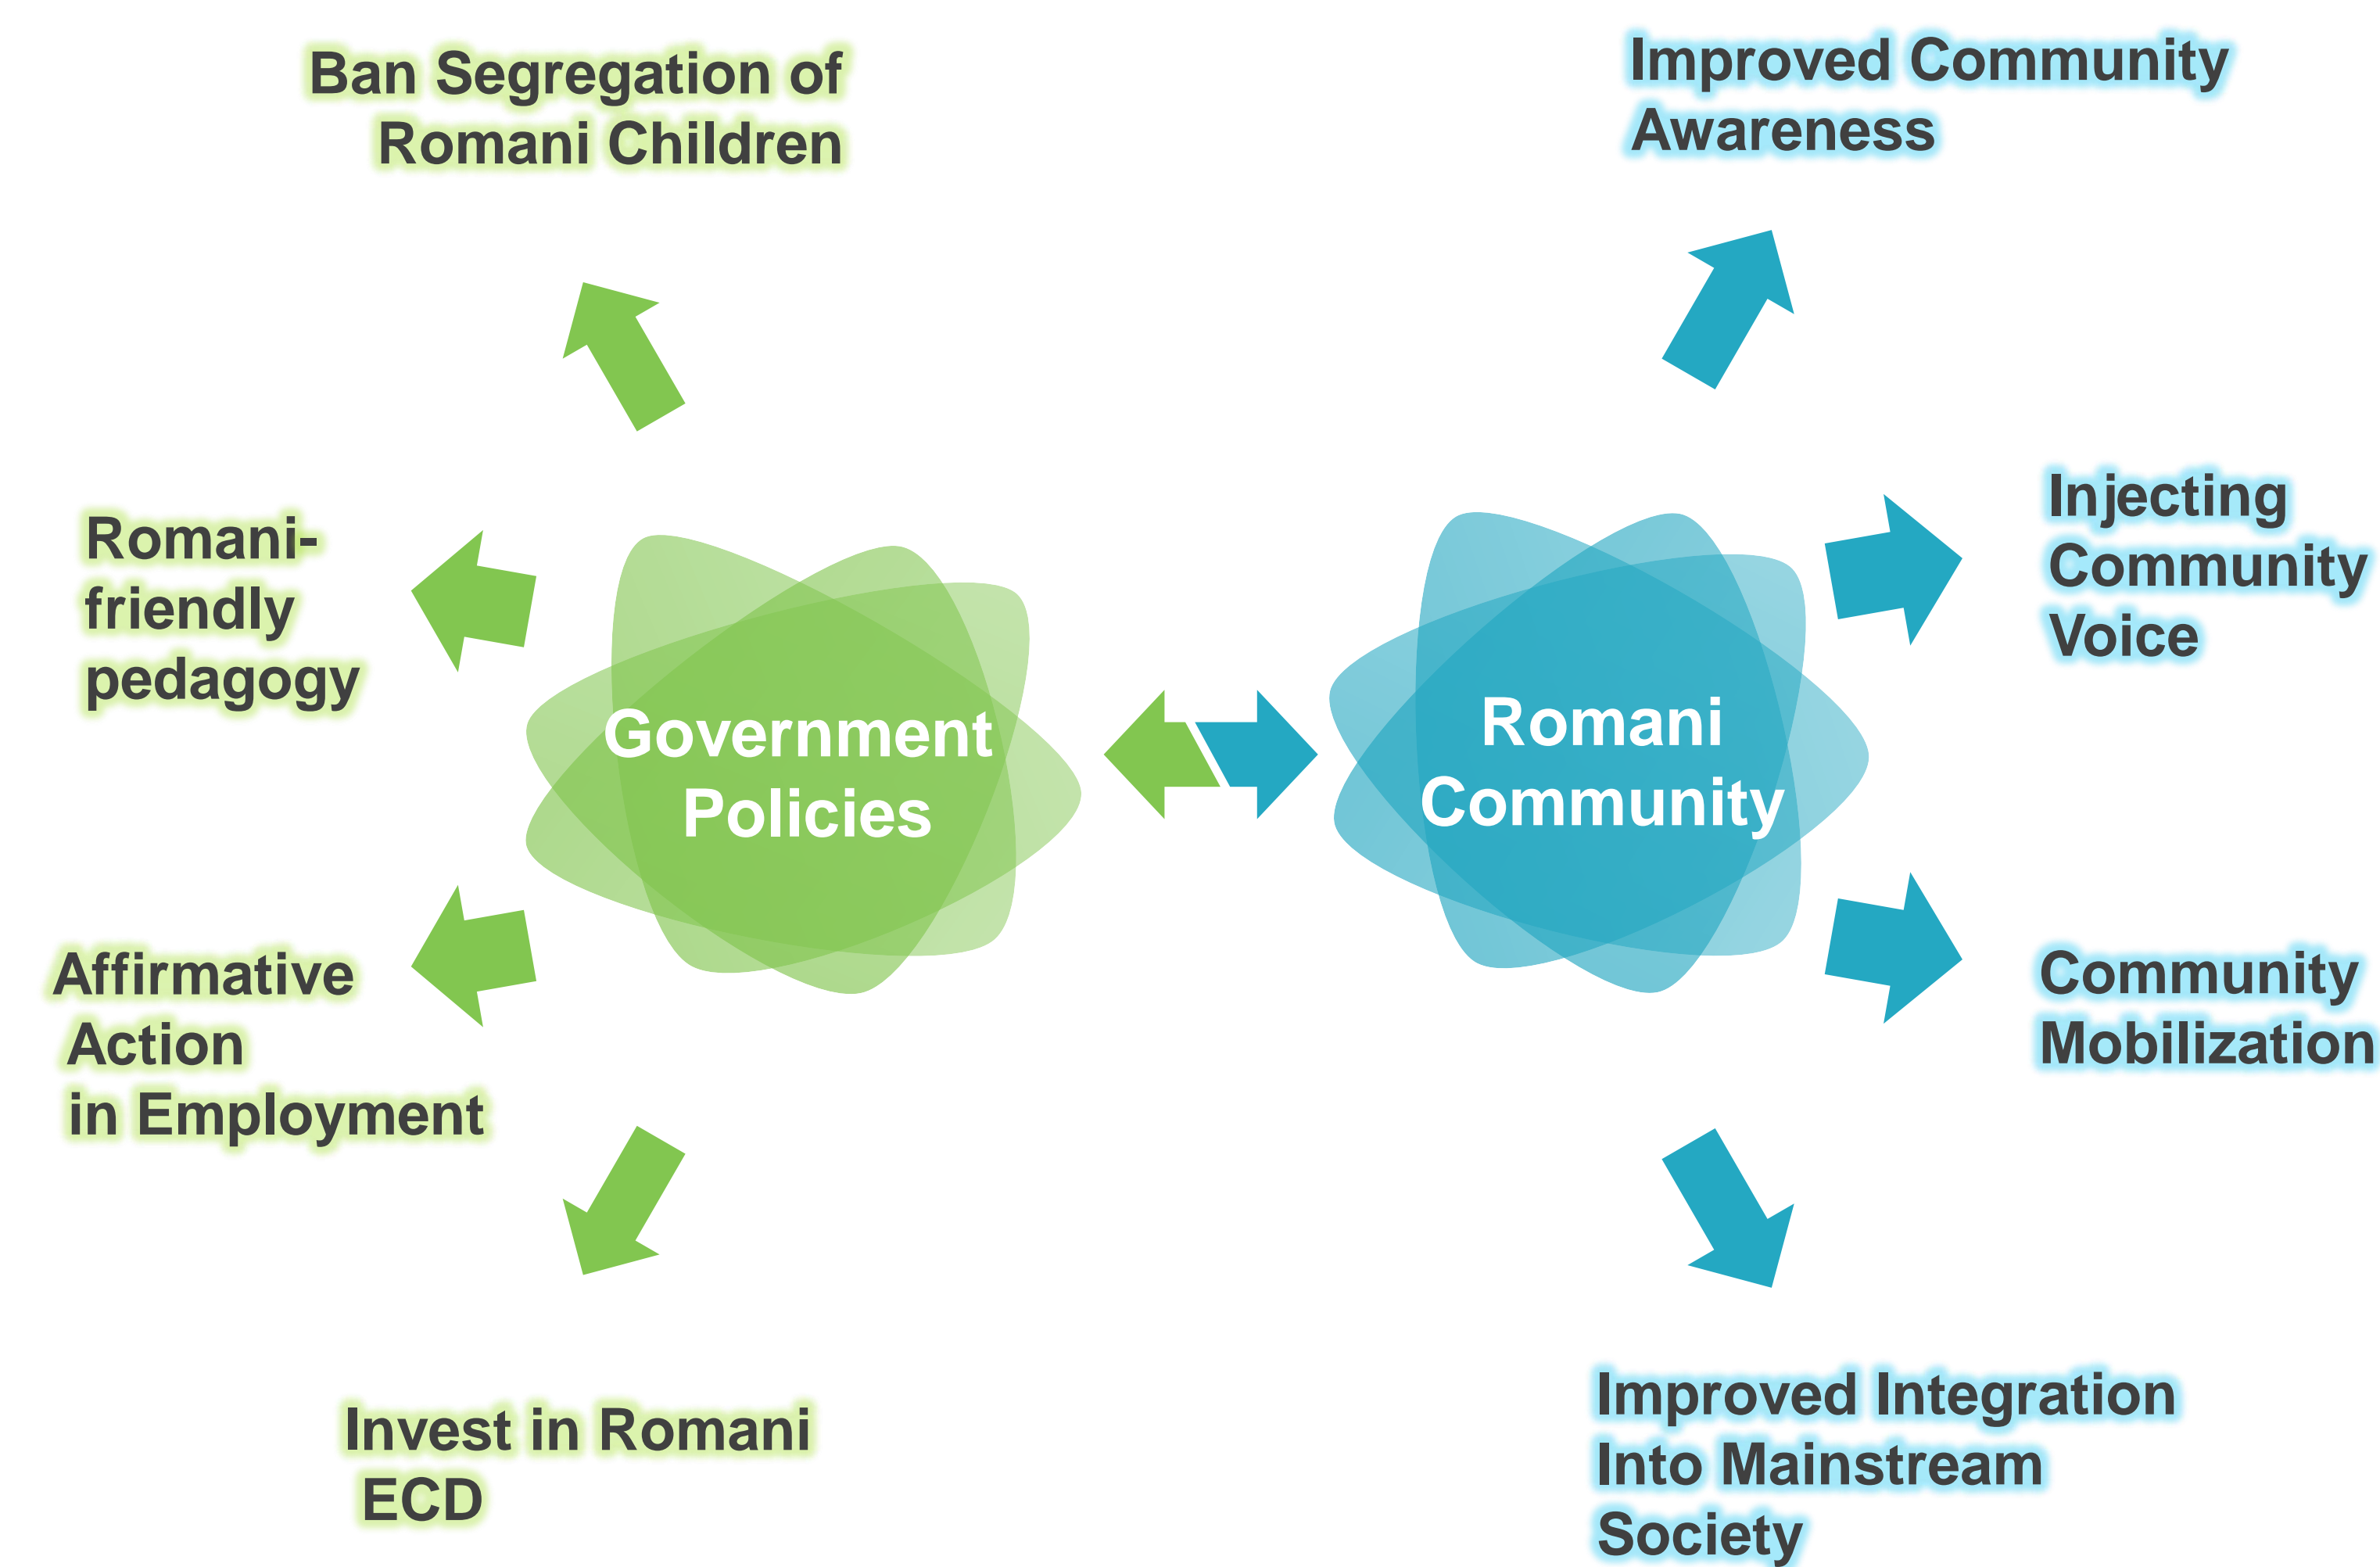 Ban Segregation of
Romani Children
Romani-
friendly
pedagogy
Government
Policies
Affirmative
Action
in Employment
Invest in Romani
ECD
Improved Community
Awareness
Injecting
Community
Voice
Romani
Community
Community
Mobilization
Improved Integration
Into Mainstream
Society